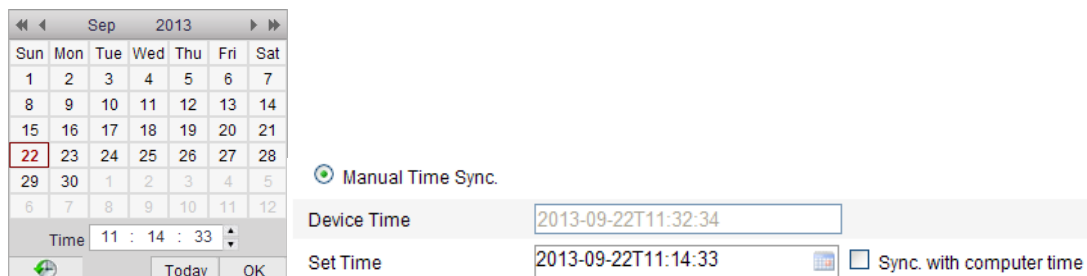 Sep 2013
Sun Mon Tue Wed Thu Fri Sat
1 2 3 4 5 6 7
8 9 10 11 12 13 14
15 16 17 18 19 20 21
22 23 24 25 26 27 28
29 30 1 2 3 4 5
6 7 8 9 10 11 12
Time 11 : 14 : 33
Today OK
Manual Time Sync.
Device Time 2013-09-22T11:32:34
Set Time 2013-09-22T11:14:33 Sync. with computer time